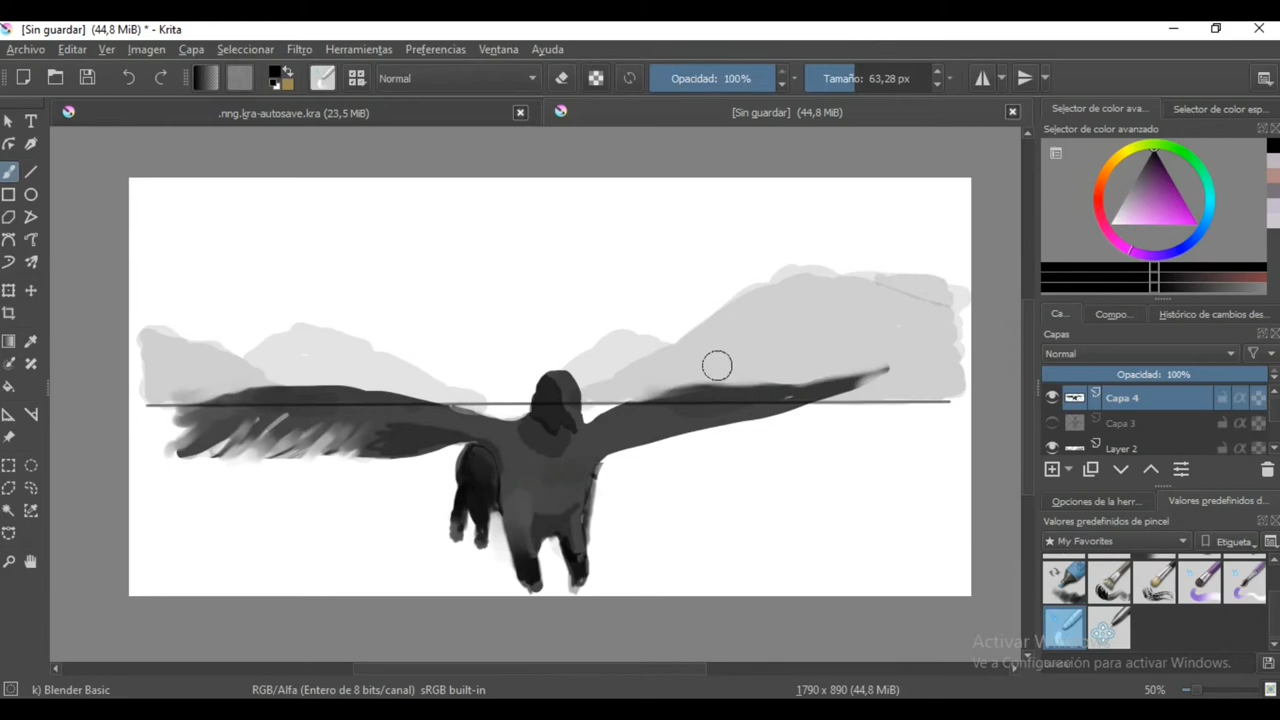 [Sin guardar] (44,8 MiB) * - Krita
Archivo Editar Ver Imagen Capa Seleccionar Filtro Herramientas Preferencias Ventana Ayuda
Normal Opacidad: 100% Tamaño: 63,28 px
.nng.kra-autosave.kra (23,5 MiB) [Sin guardar] (44,8 MiB)
Selector de color ava... Selector de color esp...
Selector de color avanzado
Ca... Compo... Histórico de cambios des...
Capas
Normal
Opacidad: 100%
Capa 4
Capa 3
Layer 2
Opciones de la herr... Valores predefinidos d...
Valores predefinidos de pincel
My Favorites Etiqueta
Activar Windows
Ve a Configuración para activar Windows.
k) Blender Basic RGB/Alfa (Entero de 8 bits/canal) sRGB built-in 1790 x 890 (44,8 MiB) 50%